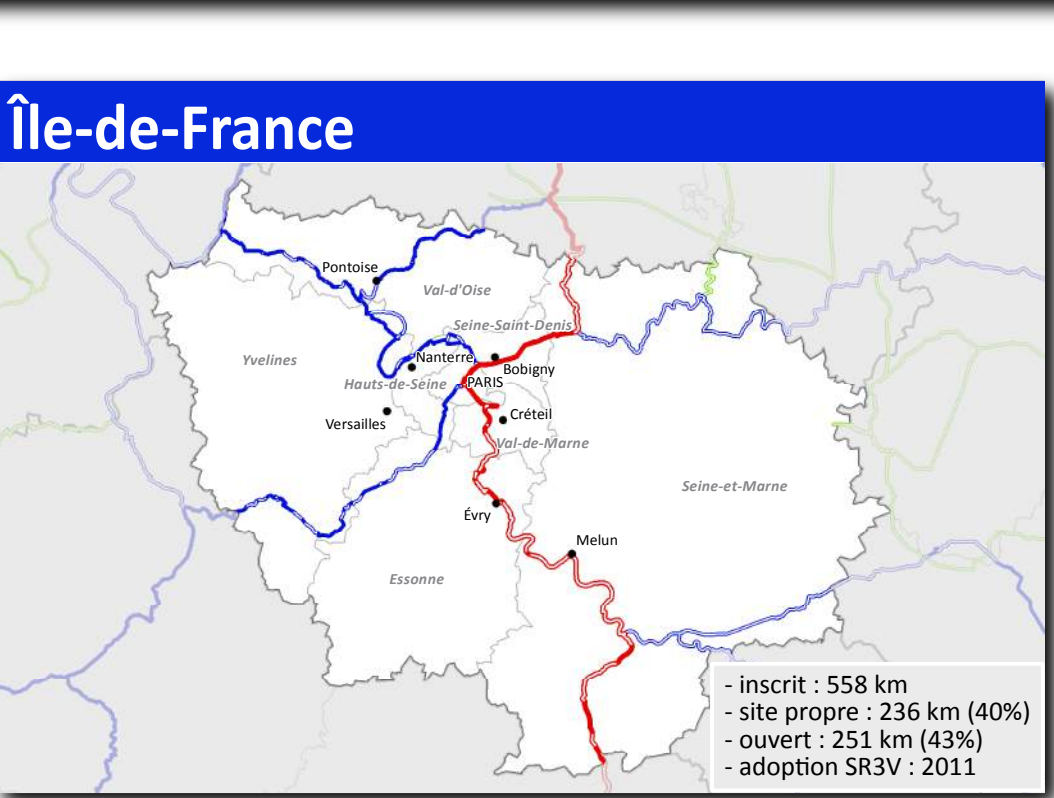 Île-de-France
Pontoise
Val-d'Oise
Seine-Saint-Denis
Yvelines
Nanterre
Bobigny
Hauts-de-Seine
PARIS
Créteil
Versailles
Val-de-Marne
Seine-et-Marne
Évry
Melun
Essonne
- inscrit : 558 km
- site propre : 236 km (40%)
- ouvert : 251 km (43%)
- adoption SR3V : 2011